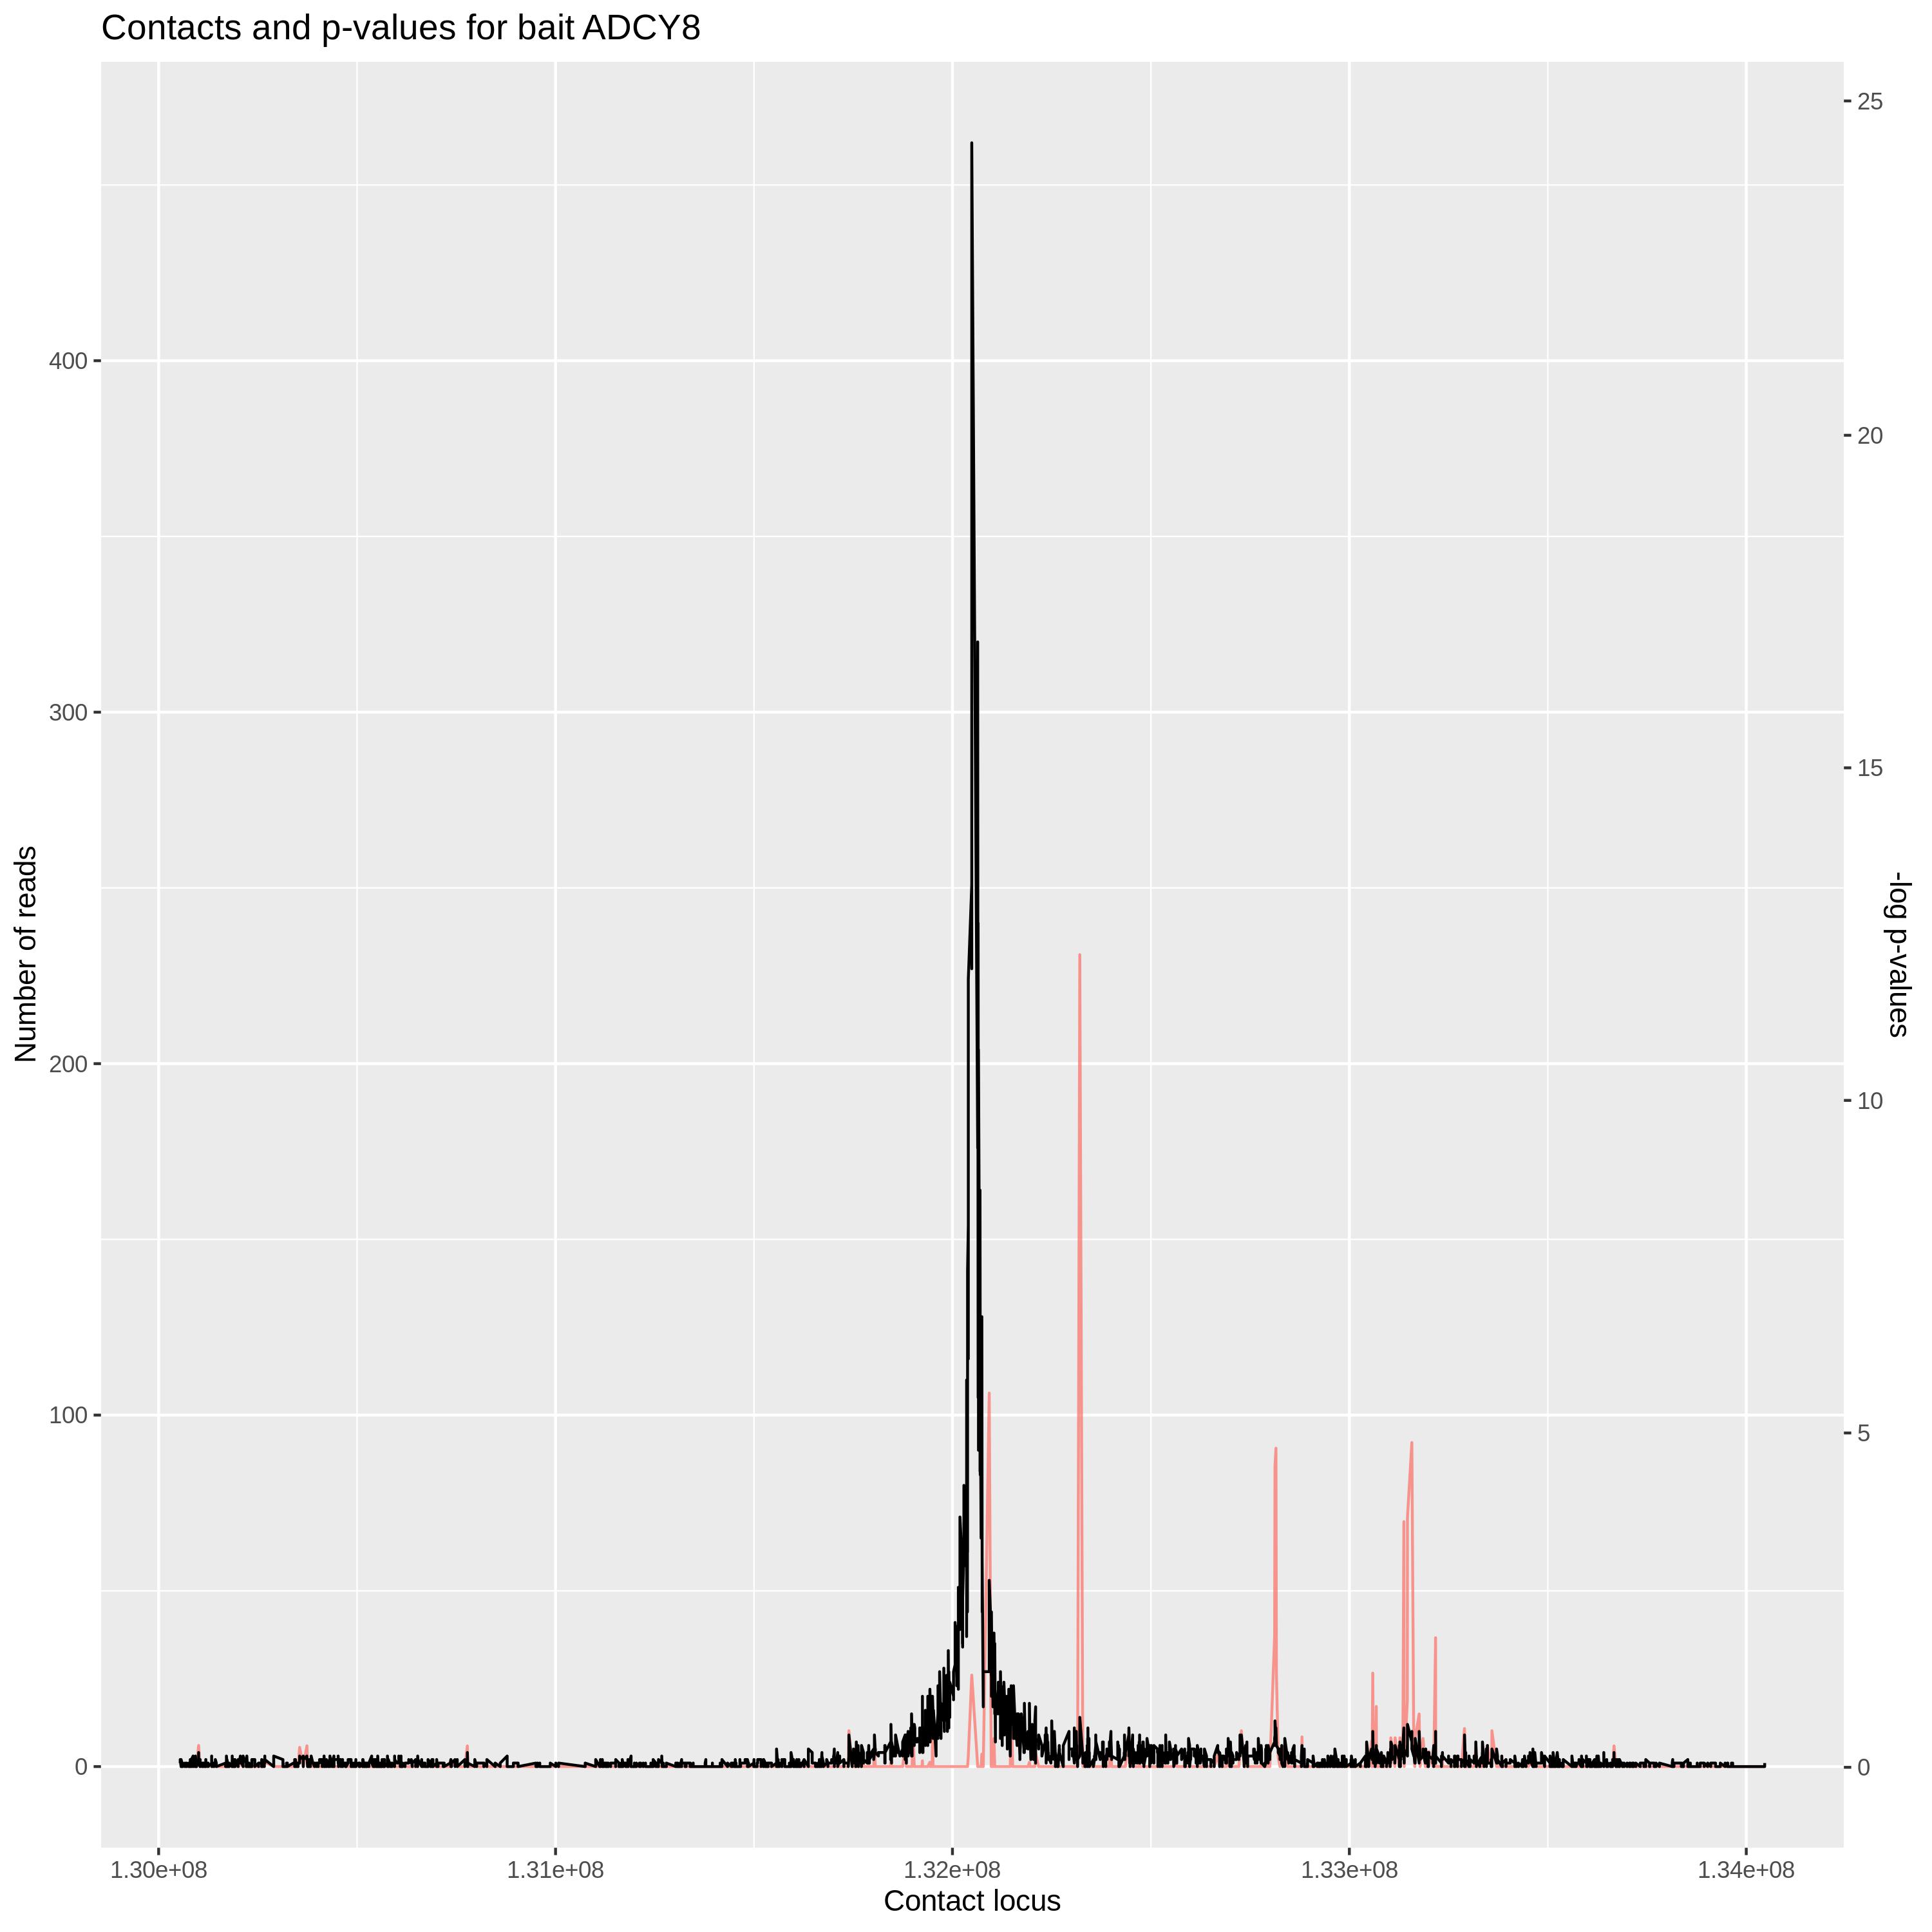 Contacts and p-values for bait ADCY8
Number of reads
400
300
200
100
0
25
20
15
10
5
0
-log p-values
1.30e+08
1.31e+08
1.32e+08
1.33e+08
1.34e+08
Contact locus